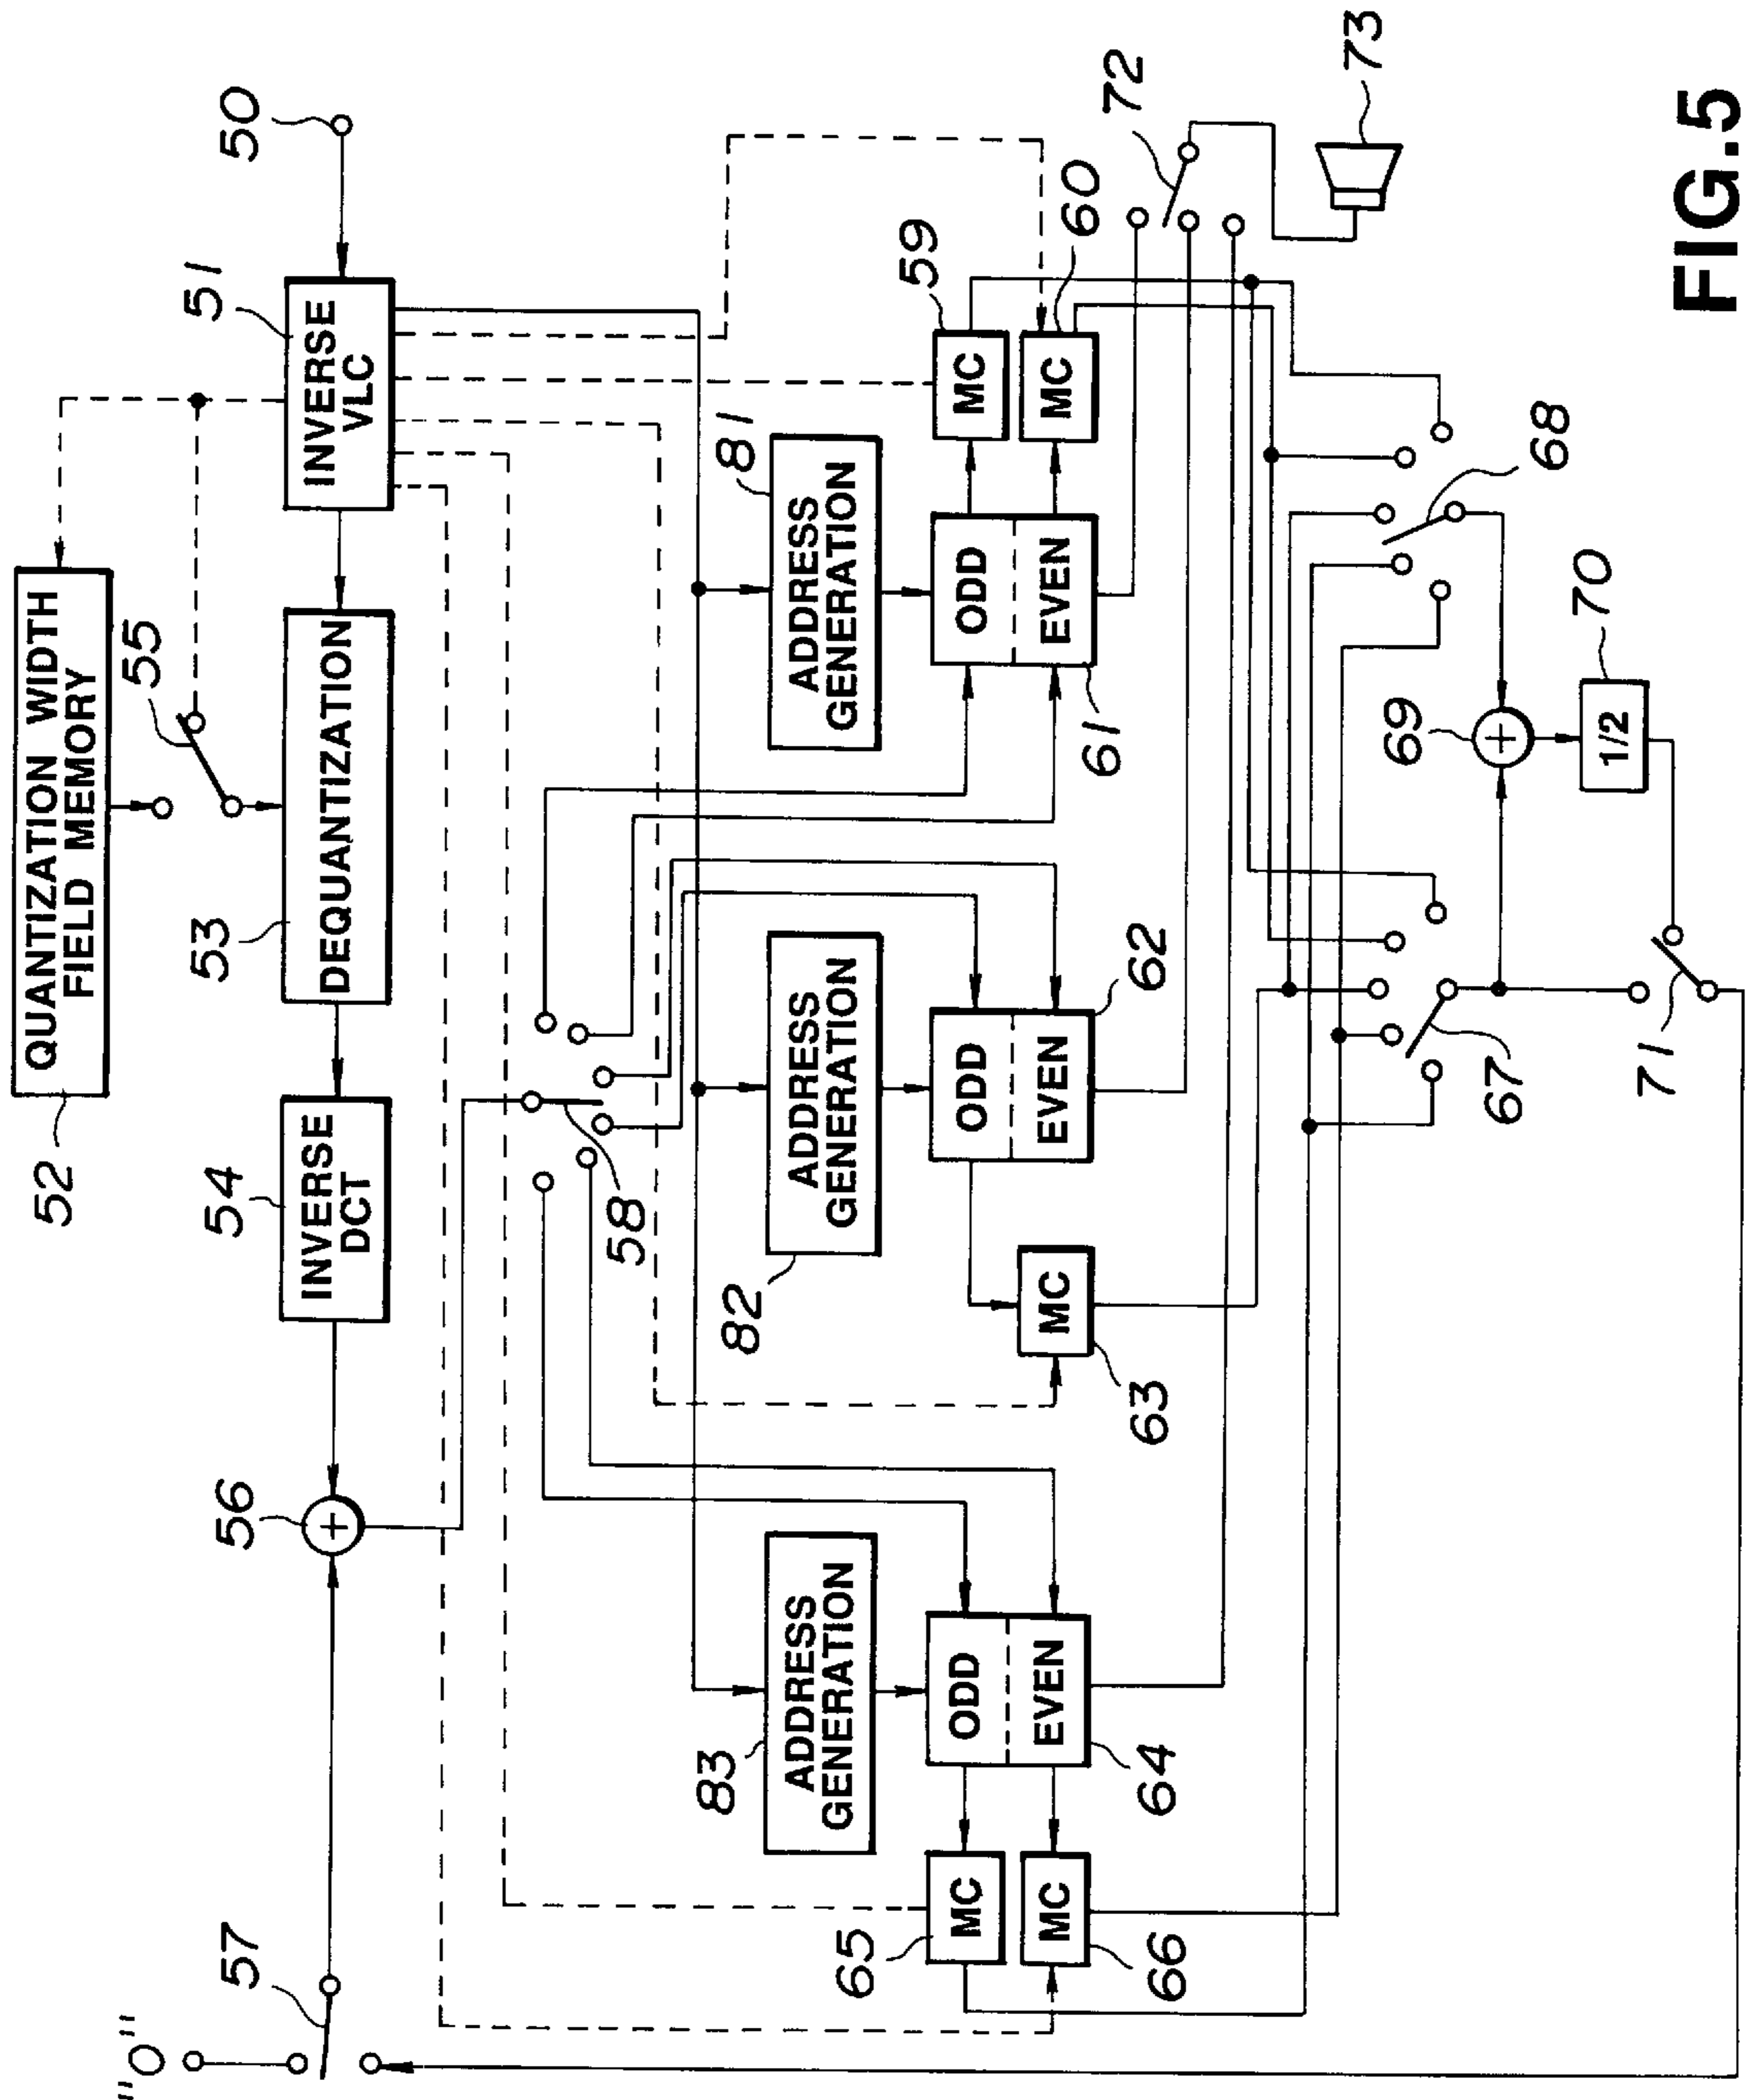 QUANTIZATION WIDTH
FIELD MEMORY
52
55
50
51
INVERSE
VLC
53
DEQUANTIZATION
54
INVERSE
DCT
56
57
"0"
58
81
ADDRESS
GENERATION
82
ADDRESS
GENERATION
83
ADDRESS
GENERATION
59
MC
60
MC
ODD
EVEN
61
ODD
EVEN
62
MC
63
ODD
EVEN
64
65
MC
66
MC
72
73
68
67
69
70
1/2
71
FIG.5